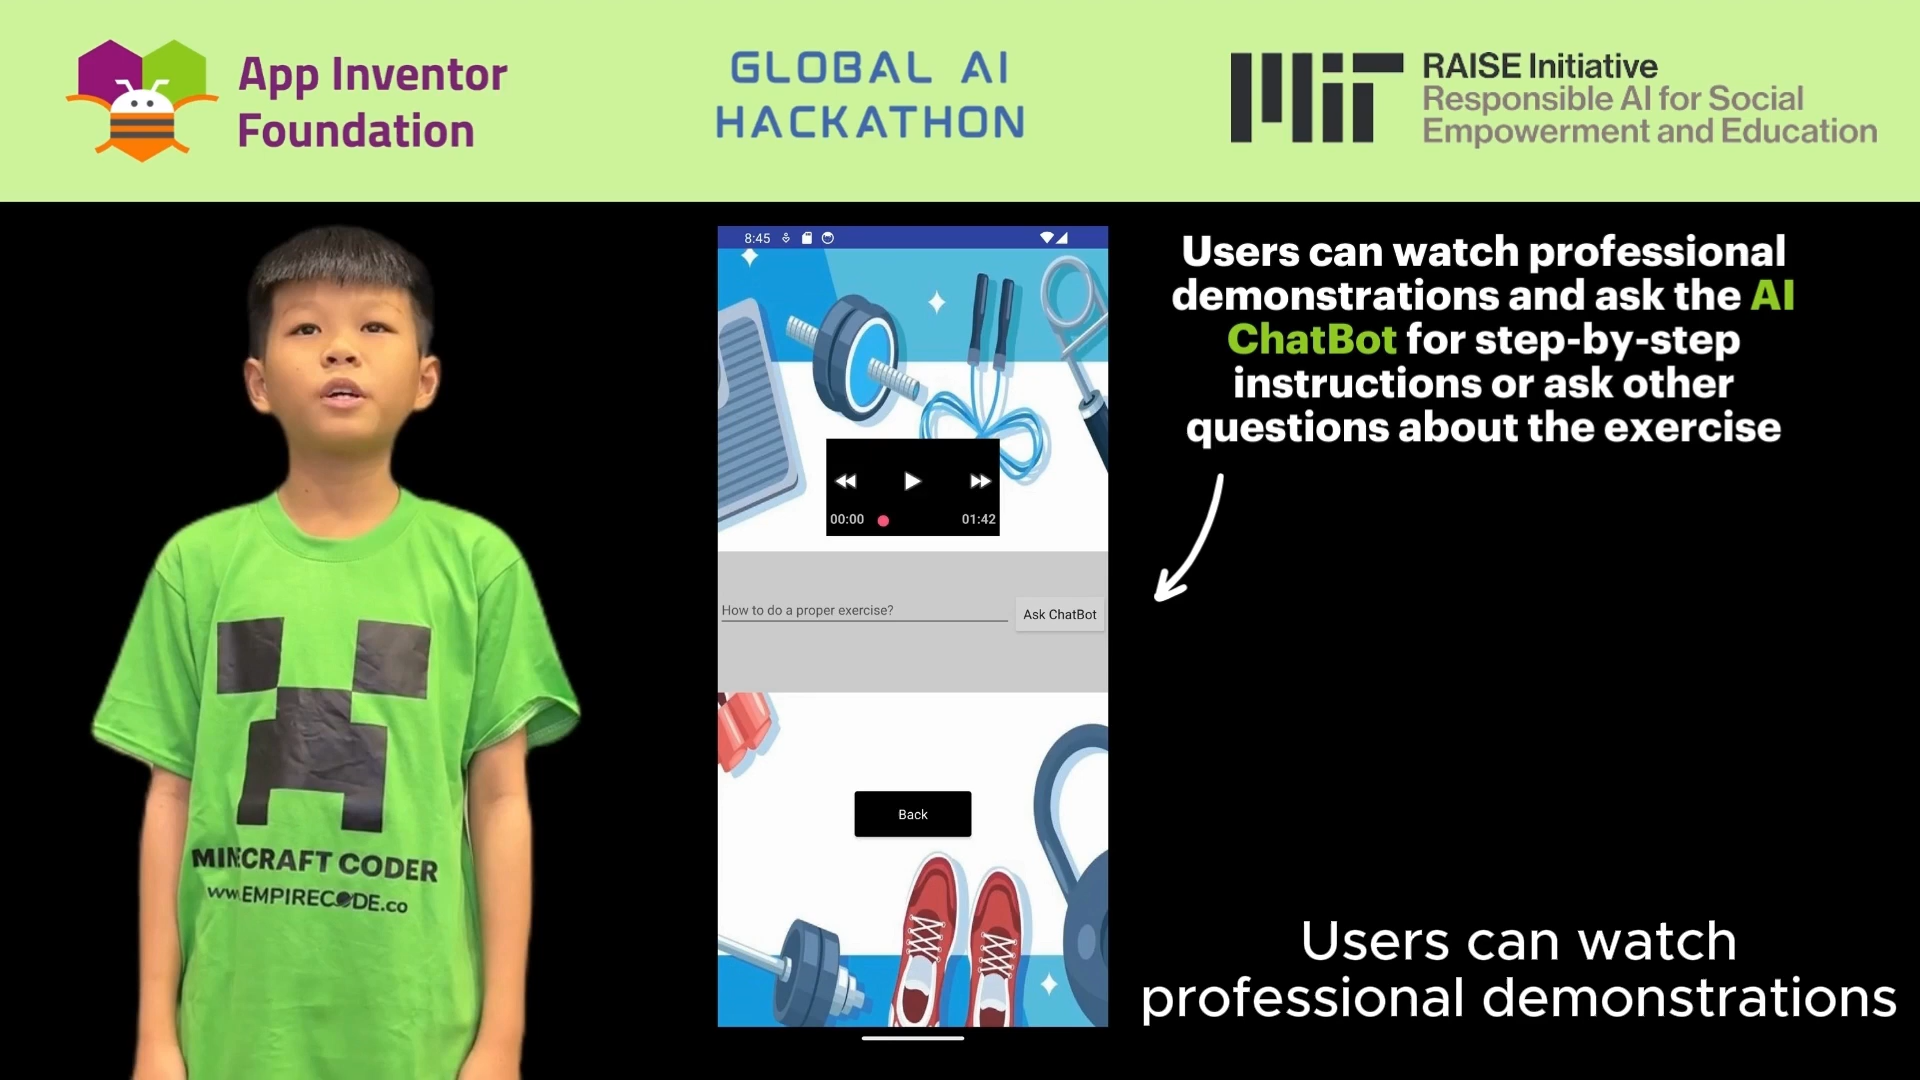 App Inventor
Foundation
GLOBAL AI
HACKATHON
MIT
RAISE Initiative
Responsible AI for Social
Empowerment and Education
8:45
00:00
01:42
How to do a proper exercise?
Ask ChatBot
Back
Users can watch professional
demonstrations and ask the AI
ChatBot for step-by-step
instructions or ask other
questions about the exercise
MINECRAFT CODER
www.EMPIRECODE.co
Users can watch
professional demonstrations